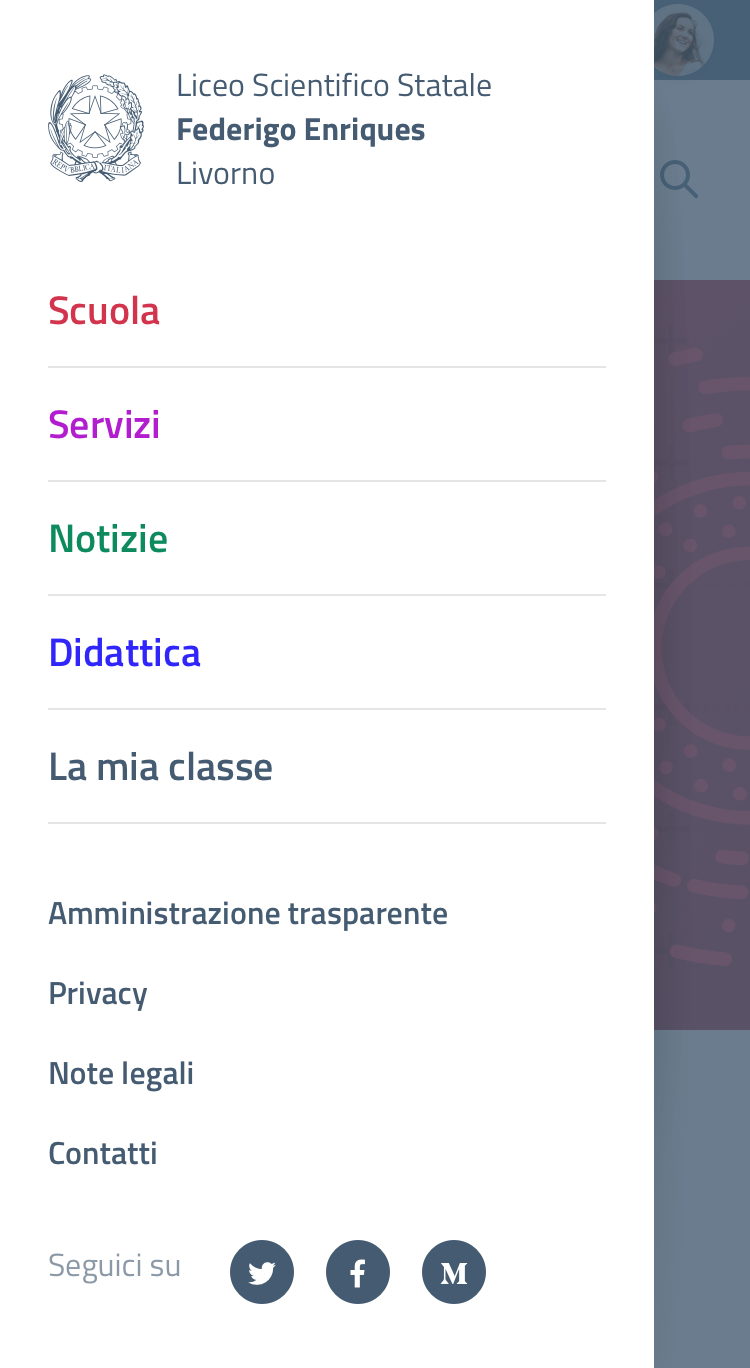 Liceo Scientifico Statale
Federigo Enriques
Livorno
REPVBBLICA ITALIANA
Scuola
Servizi
Notizie
Didattica
La mia classe
Amministrazione trasparente
Privacy
Note legali
Contatti
Seguici su